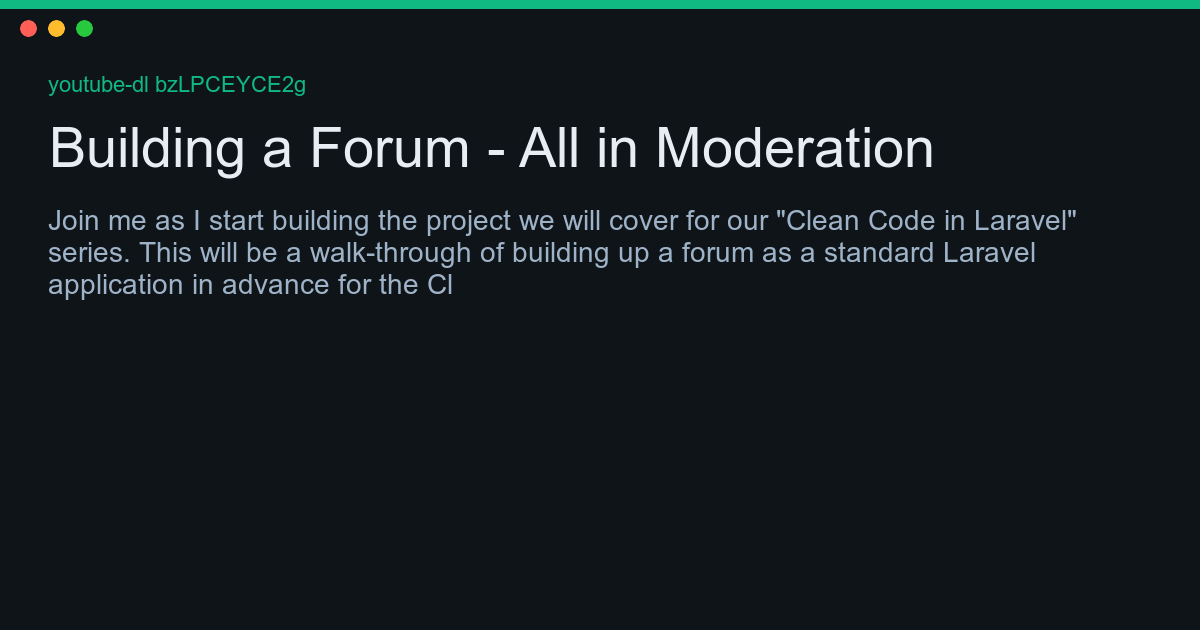 youtube-dl bzLPCEYCE2g
Building a Forum - All in Moderation
Join me as I start building the project we will cover for our "Clean Code in Laravel"
series. This will be a walk-through of building up a forum as a standard Laravel
application in advance for the Cl